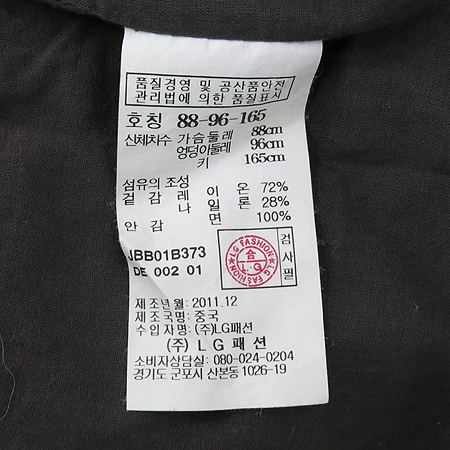 품질경영 및 공산품안전
관리법에 의한 품질표시
호칭 88-96-165
신체치수 가슴둘레 88cm
엉덩이둘레 96cm
키 165cm
섬유의 조성
겉감 레이온 72%
나일론 28%
안감 면 100%
JBB01B373
DE 002 01
LG FASHION
합
L·G
LG FASHION
검사필
제조년월: 2011.12
제조국명: 중국
수입자명: (주)LG패션
(주) LG 패션
소비자상담실: 080-024-0204
경기도 군포시 산본동 1026-19